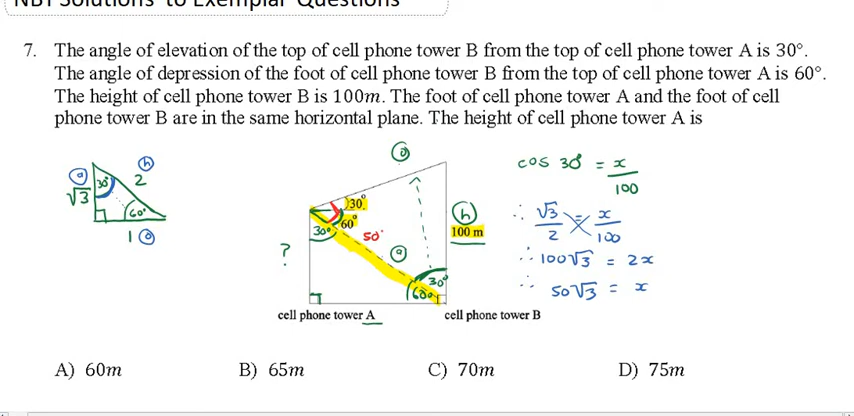 NBT Solutions to Exemplar Questions
7. The angle of elevation of the top of cell phone tower B from the top of cell phone tower A is 30°.
The angle of depression of the foot of cell phone tower B from the top of cell phone tower A is 60°.
The height of cell phone tower B is 100m. The foot of cell phone tower A and the foot of cell
phone tower B are in the same horizontal plane. The height of cell phone tower A is
a
√3
30°
h
2
60°
1 o
o
30°
60°
30°
50
?
a
h
100 m
30°
60°
cell phone tower A
cell phone tower B
cos 30° = x/100
∴ √3/2 = x/100
∴ 100√3 = 2x
∴ 50√3 = x
A) 60m B) 65m C) 70m D) 75m